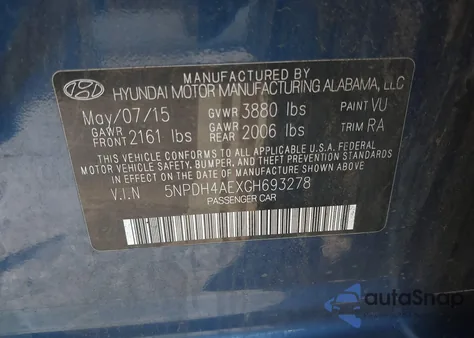 MANUFACTURED BY
HYUNDAI MOTOR MANUFACTURING ALABAMA, LLC
May/07/15 GVWR 3880 lbs PAINT VU
GAWR FRONT 2161 lbs GAWR REAR 2006 lbs TRIM RA
THIS VEHICLE CONFORMS TO ALL APPLICABLE U.S.A FEDERAL
MOTOR VEHICLE SAFETY, BUMPER, AND THEFT PREVENTION STANDARDS
IN EFFECT ON THE DATE OF MANUFACTURE SHOWN ABOVE.
V.I.N 5NPDH4AEXGH693278
PASSENGER CAR
autoSnap